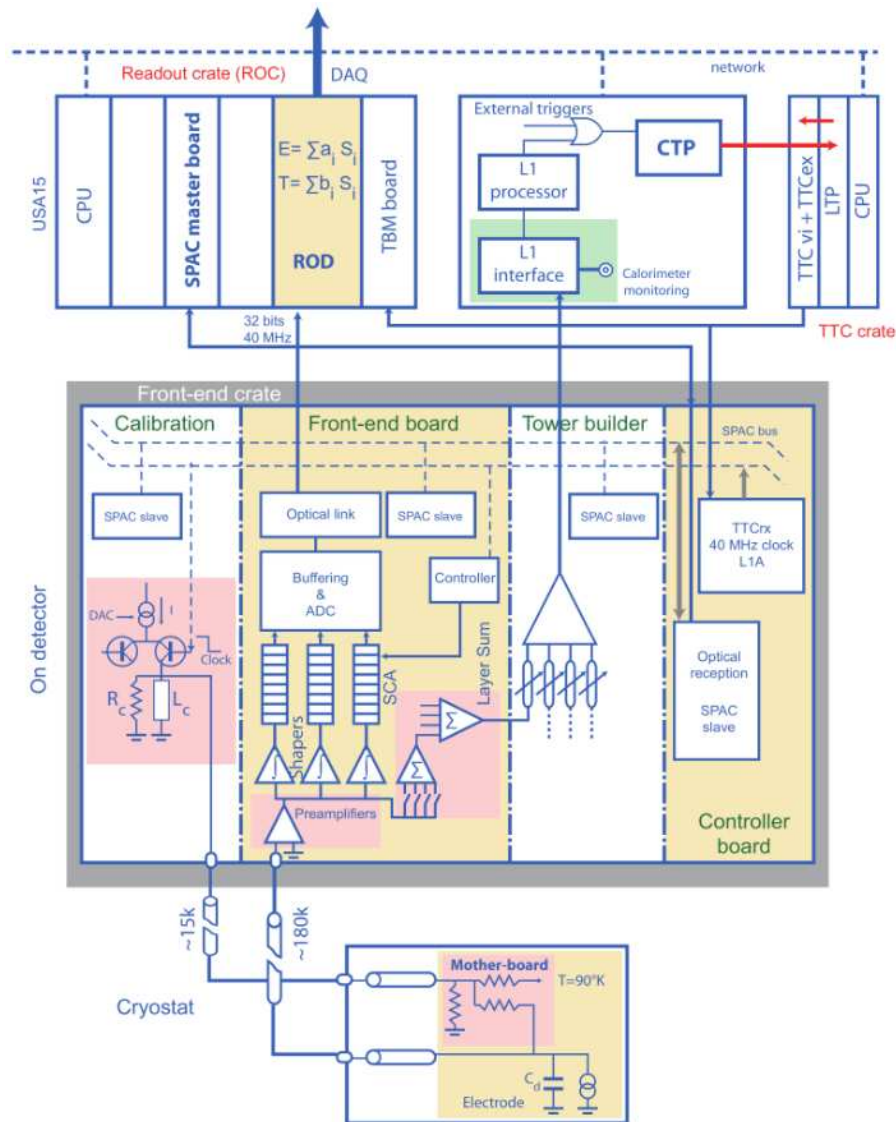 Readout crate (ROC)
DAQ
network
USA15
CPU
SPAC master board
E= ∑a_i S_i
T= ∑b_i S_i
ROD
TBM board
External triggers
CTP
L1
processor
L1
interface
Calorimeter
monitoring
TTC vi + TTCex
LTP
CPU
TTC crate
32 bits
40 MHz
Front-end crate
Calibration
Front-end board
Tower builder
SPAC bus
SPAC slave
Optical link
SPAC slave
SPAC slave
TTCrx
40 MHz clock
L1A
Buffering
&
ADC
Controller
On detector
DAC
I
Clock
R_c
L_c
SCA
Layer Sum
Σ
Optical
reception
SPAC
slave
Shapers
∫
∫
∫
Σ
Preamplifiers
Controller
board
~15k
~180k
Cryostat
Mother-board
T=90°K
C_d
Electrode